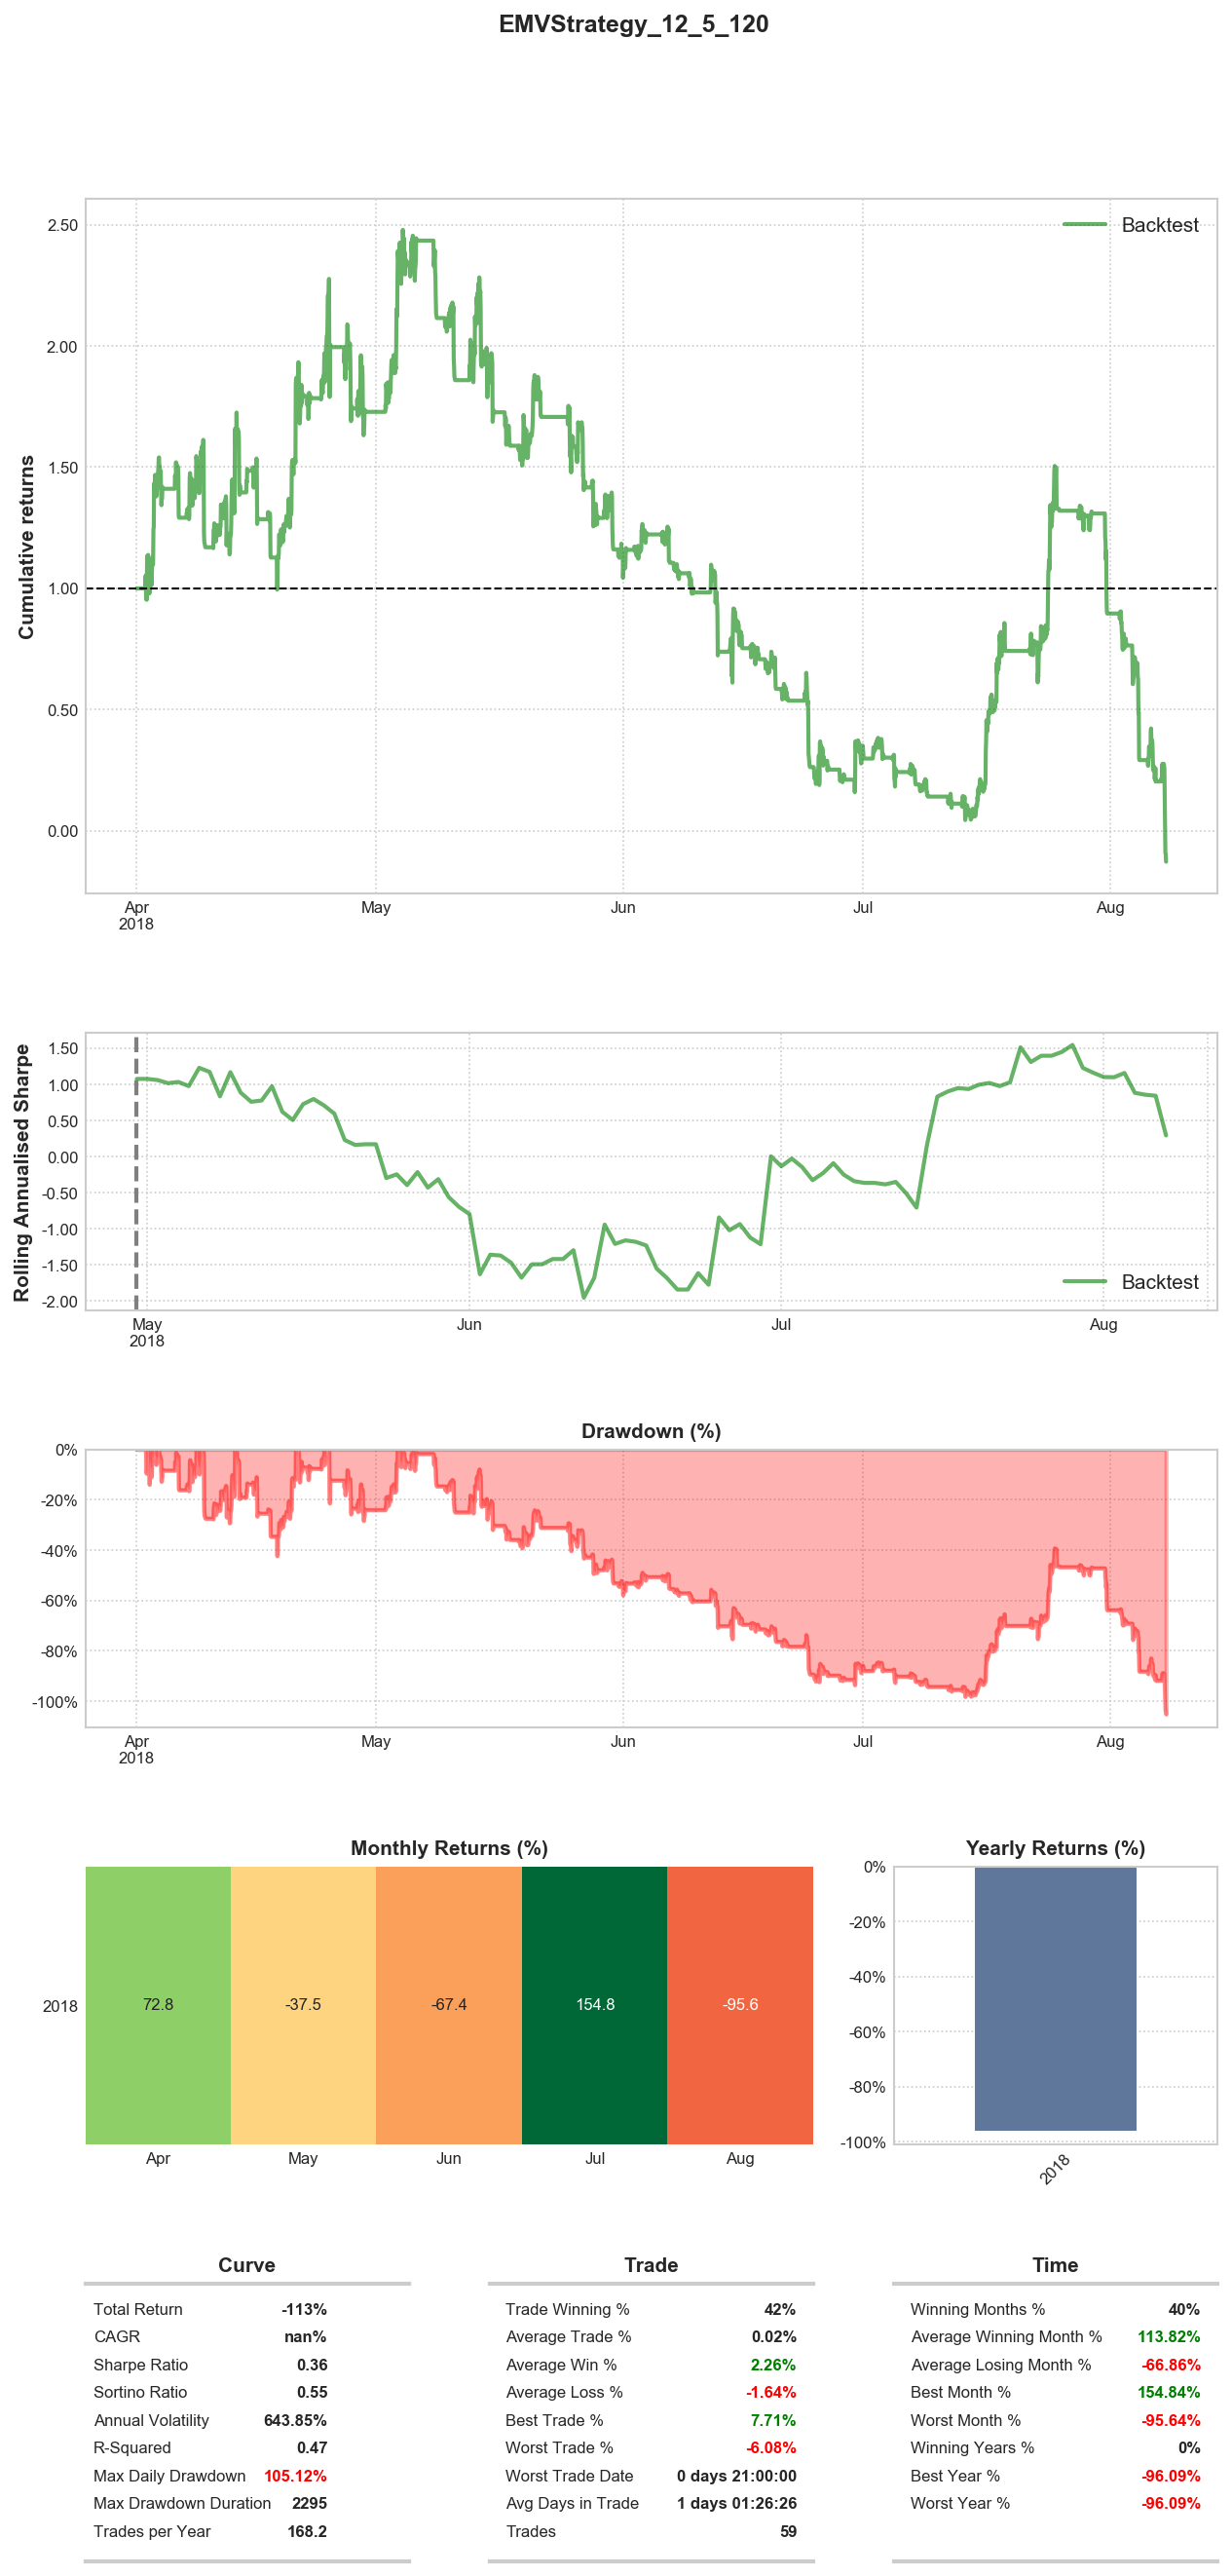 EMVStrategy_12_5_120
Cumulative returns
2.50
2.00
1.50
1.00
0.50
0.00
Backtest
Apr May Jun Jul Aug
2018
Rolling Annualised Sharpe
1.50
1.00
0.50
0.00
-0.50
-1.00
-1.50
-2.00
Backtest
May Jun Jul Aug
2018
Drawdown (%)
0%
-20%
-40%
-60%
-80%
-100%
Apr May Jun Jul Aug
2018
Monthly Returns (%)
2018 72.8 -37.5 -67.4 154.8 -95.6
Apr May Jun Jul Aug
Yearly Returns (%)
0%
-20%
-40%
-60%
-80%
-100%
2018
Curve
Total Return -113%
CAGR nan%
Sharpe Ratio 0.36
Sortino Ratio 0.55
Annual Volatility 643.85%
R-Squared 0.47
Max Daily Drawdown 105.12%
Max Drawdown Duration 2295
Trades per Year 168.2
Trade
Trade Winning % 42%
Average Trade % 0.02%
Average Win % 2.26%
Average Loss % -1.64%
Best Trade % 7.71%
Worst Trade % -6.08%
Worst Trade Date 0 days 21:00:00
Avg Days in Trade 1 days 01:26:26
Trades 59
Time
Winning Months % 40%
Average Winning Month % 113.82%
Average Losing Month % -66.86%
Best Month % 154.84%
Worst Month % -95.64%
Winning Years % 0%
Best Year % -96.09%
Worst Year % -96.09%